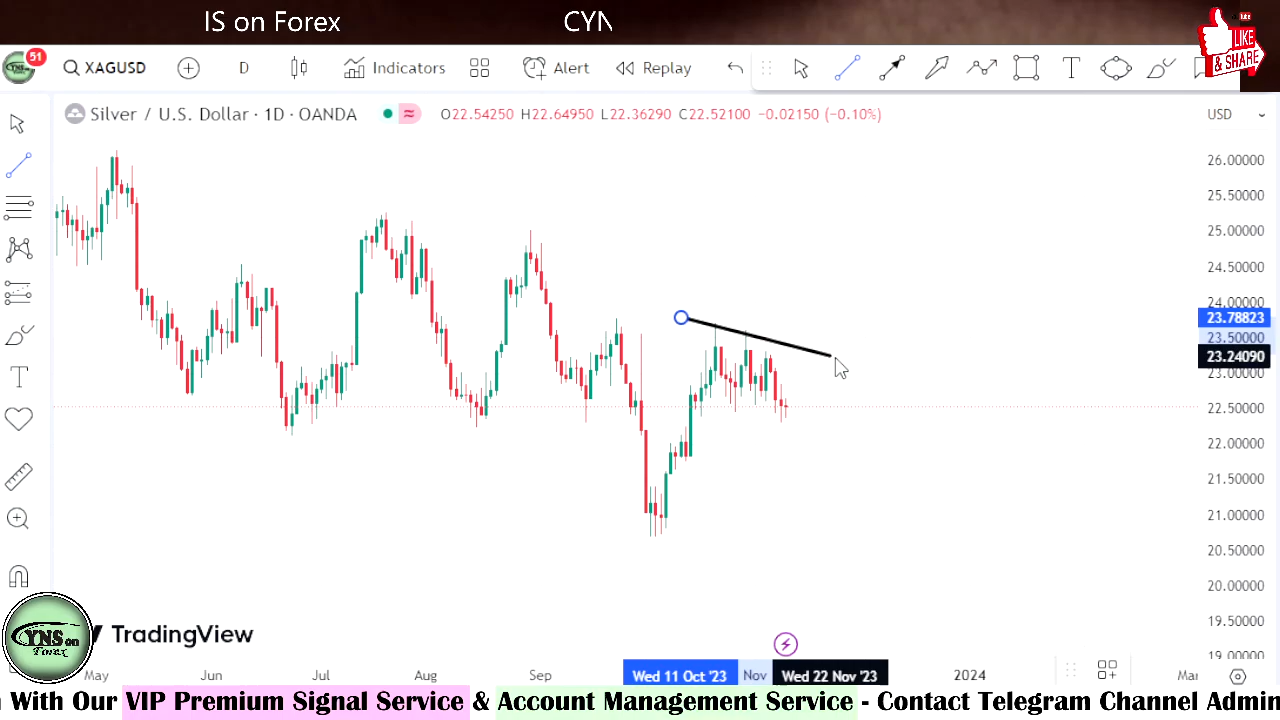 IS on Forex CYN
LIKE
& SHARE
51
XAGUSD D Indicators Alert Replay
Silver / U.S. Dollar · 1D · OANDA O22.54250 H22.64950 L22.36290 C22.52100 −0.02150 (−0.10%) USD
26.00000
25.50000
25.00000
24.50000
24.00000
23.78823
23.50000
23.24090
23.00000
22.50000
22.00000
21.50000
21.00000
20.50000
20.00000
19.50000
19.00000
YNS on
Forex
TradingView
May Jun Jul Aug Sep Wed 11 Oct '23 Nov Wed 22 Nov '23 2024 Mar
n With Our VIP Premium Signal Service & Account Management Service - Contact Telegram Channel Admin